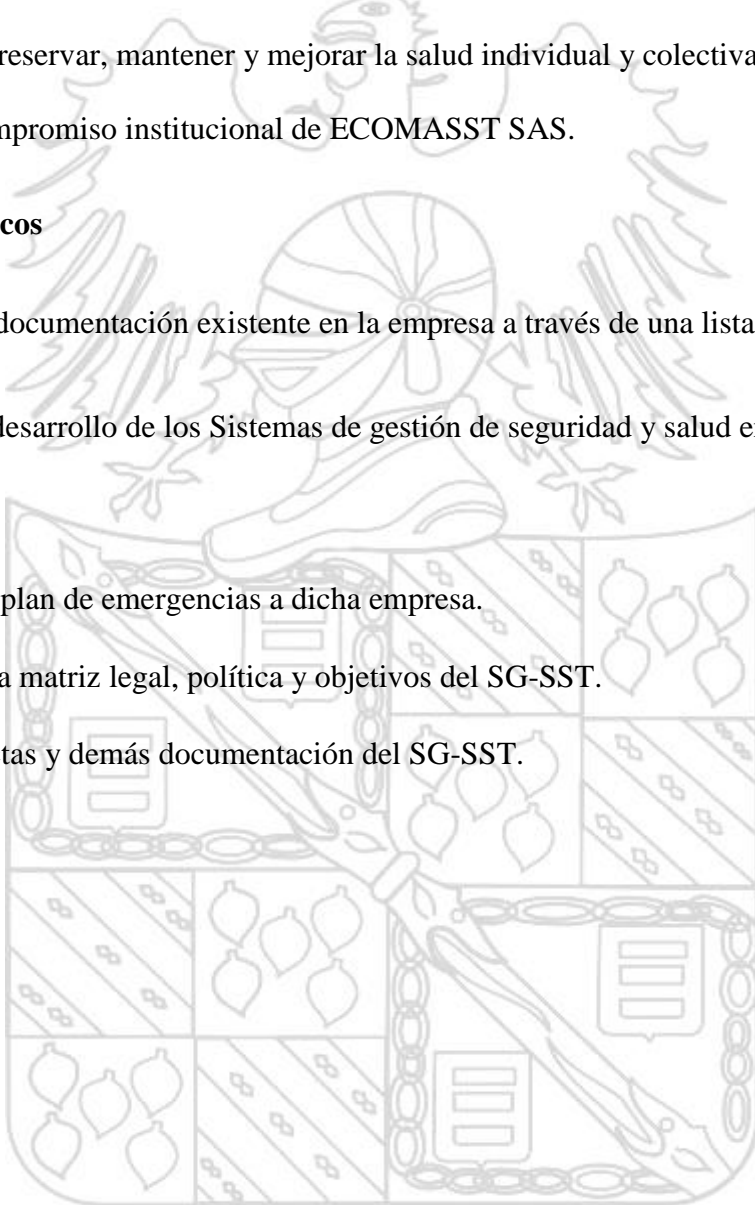 reservar, mantener y mejorar la salud individual y colectiva
mpromiso institucional de ECOMASST SAS.
cos
documentación existente en la empresa a través de una lista
desarrollo de los Sistemas de gestión de seguridad y salud e
plan de emergencias a dicha empresa.
a matriz legal, política y objetivos del SG-SST.
tas y demás documentación del SG-SST.